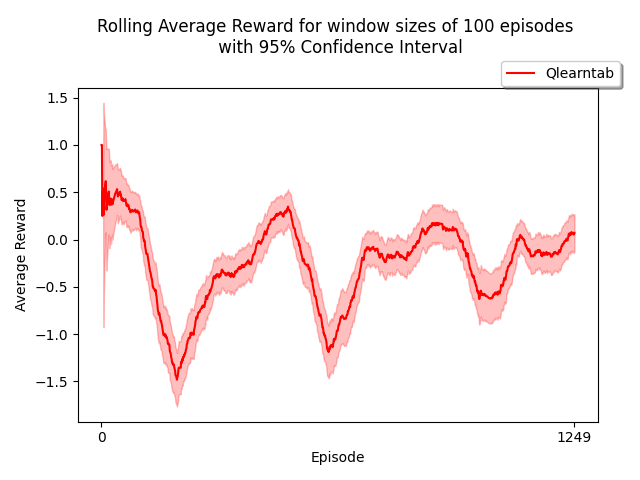 Rolling Average Reward for window sizes of 100 episodes
with 95% Confidence Interval
Qlearntab
1.5
1.0
0.5
0.0
−0.5
−1.0
−1.5
Average Reward
0
1249
Episode